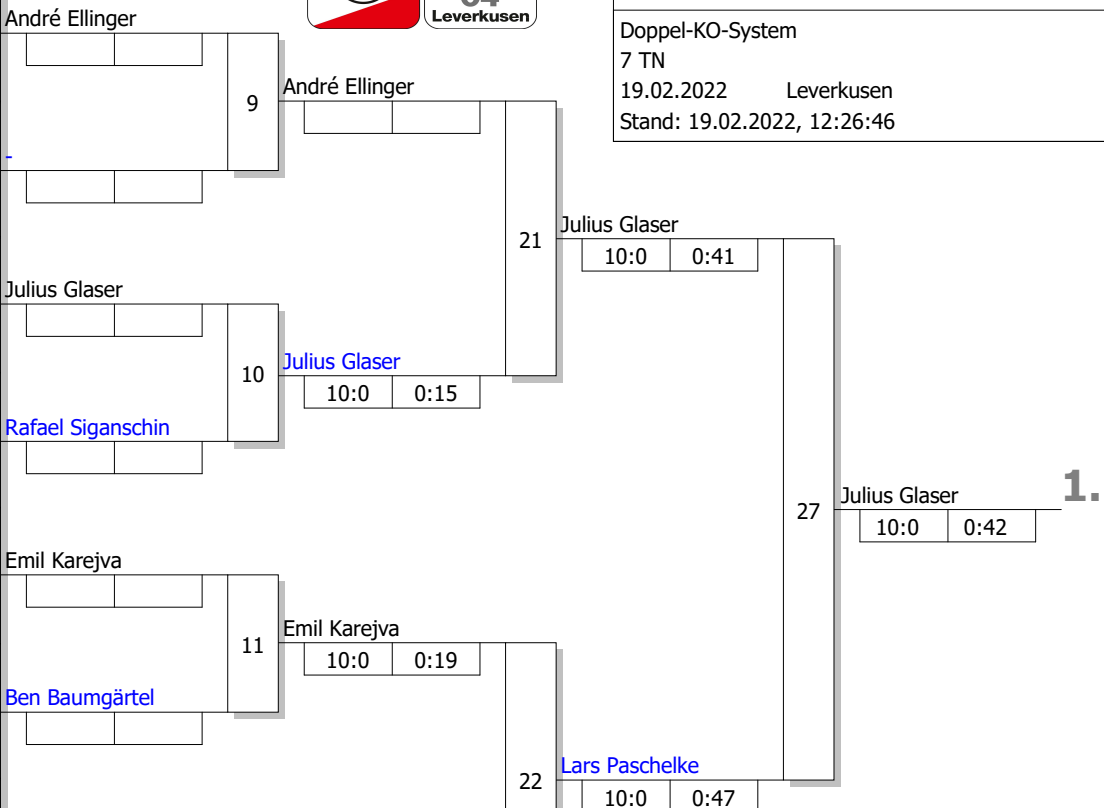 André Ellinger
Leverkusen
Doppel-KO-System
7 TN
19.02.2022 Leverkusen
Stand: 19.02.2022, 12:26:46
9
André Ellinger
-
21
Julius Glaser
10:0 0:41
Julius Glaser
10
Julius Glaser
10:0 0:15
Rafael Siganschin
27
Julius Glaser
1.
10:0 0:42
Emil Karejva
11
Emil Karejva
10:0 0:19
Ben Baumgärtel
22
Lars Paschelke
10:0 0:47